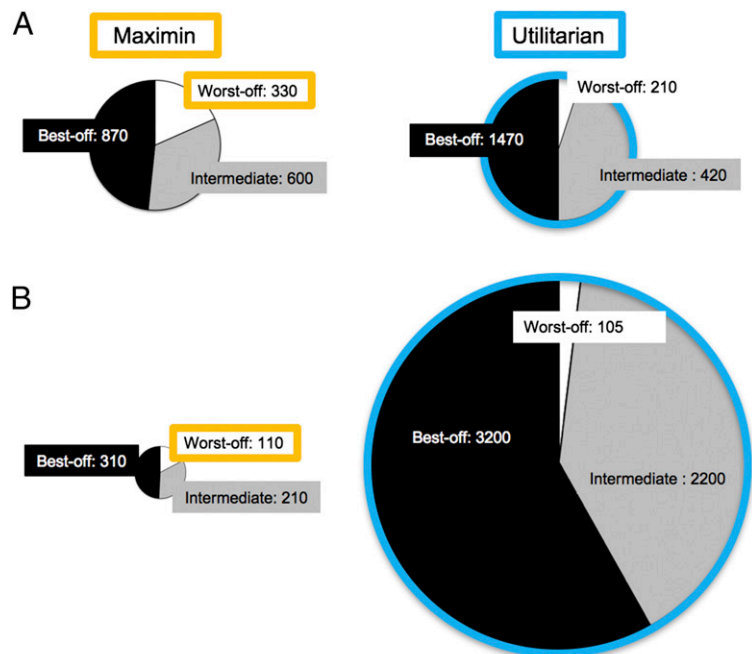 A
Maximin
Utilitarian
Worst-off: 330
Best-off: 870
Intermediate: 600
Worst-off: 210
Best-off: 1470
Intermediate : 420
B
Worst-off: 110
Best-off: 310
Intermediate: 210
Worst-off: 105
Best-off: 3200
Intermediate : 2200